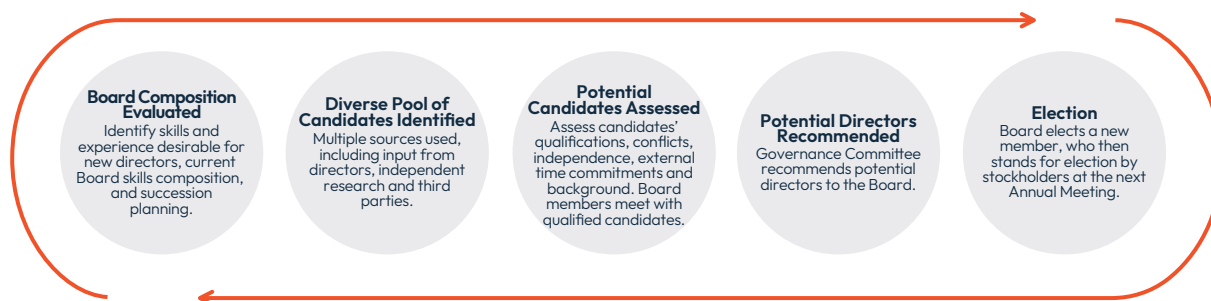 Board Composition
Evaluated
Identify skills and
experience desirable for
new directors, current
Board skills composition,
and succession
planning.
Diverse Pool of
Candidates Identified
Multiple sources used,
including input from
directors, independent
research and third
parties.
Potential
Candidates Assessed
Assess candidates’
qualifications, conflicts,
independence, external
time commitments and
background. Board
members meet with
qualified candidates.
Potential Directors
Recommended
Governance Committee
recommends potential
directors to the Board.
Election
Board elects a new
member, who then
stands for election by
stockholders at the next
Annual Meeting.